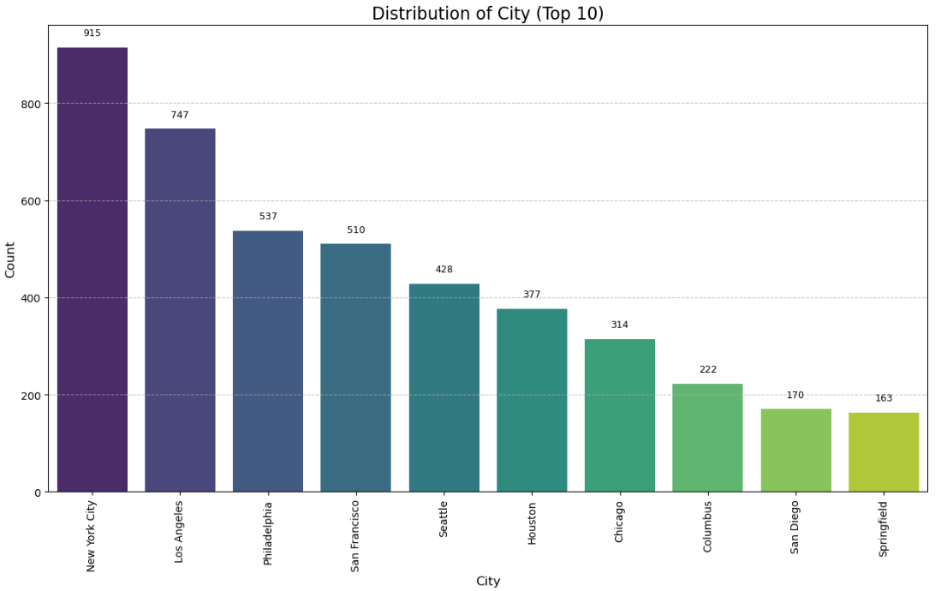 Distribution of City (Top 10)
915
747
537
510
428
377
314
222
170
163
800
600
400
200
0
Count
New York City
Los Angeles
Philadelphia
San Francisco
Seattle
Houston
Chicago
Columbus
San Diego
Springfield
City